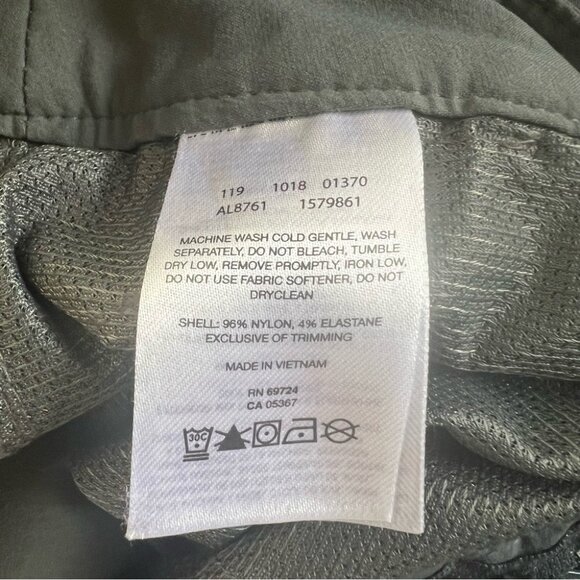 119 1018 01370
AL8761 1579861
MACHINE WASH COLD GENTLE, WASH
SEPARATELY, DO NOT BLEACH, TUMBLE
DRY LOW, REMOVE PROMPTLY, IRON LOW,
DO NOT USE FABRIC SOFTENER, DO NOT
DRYCLEAN
SHELL: 96% NYLON, 4% ELASTANE
EXCLUSIVE OF TRIMMING
MADE IN VIETNAM
RN 69724
CA 05367
30C